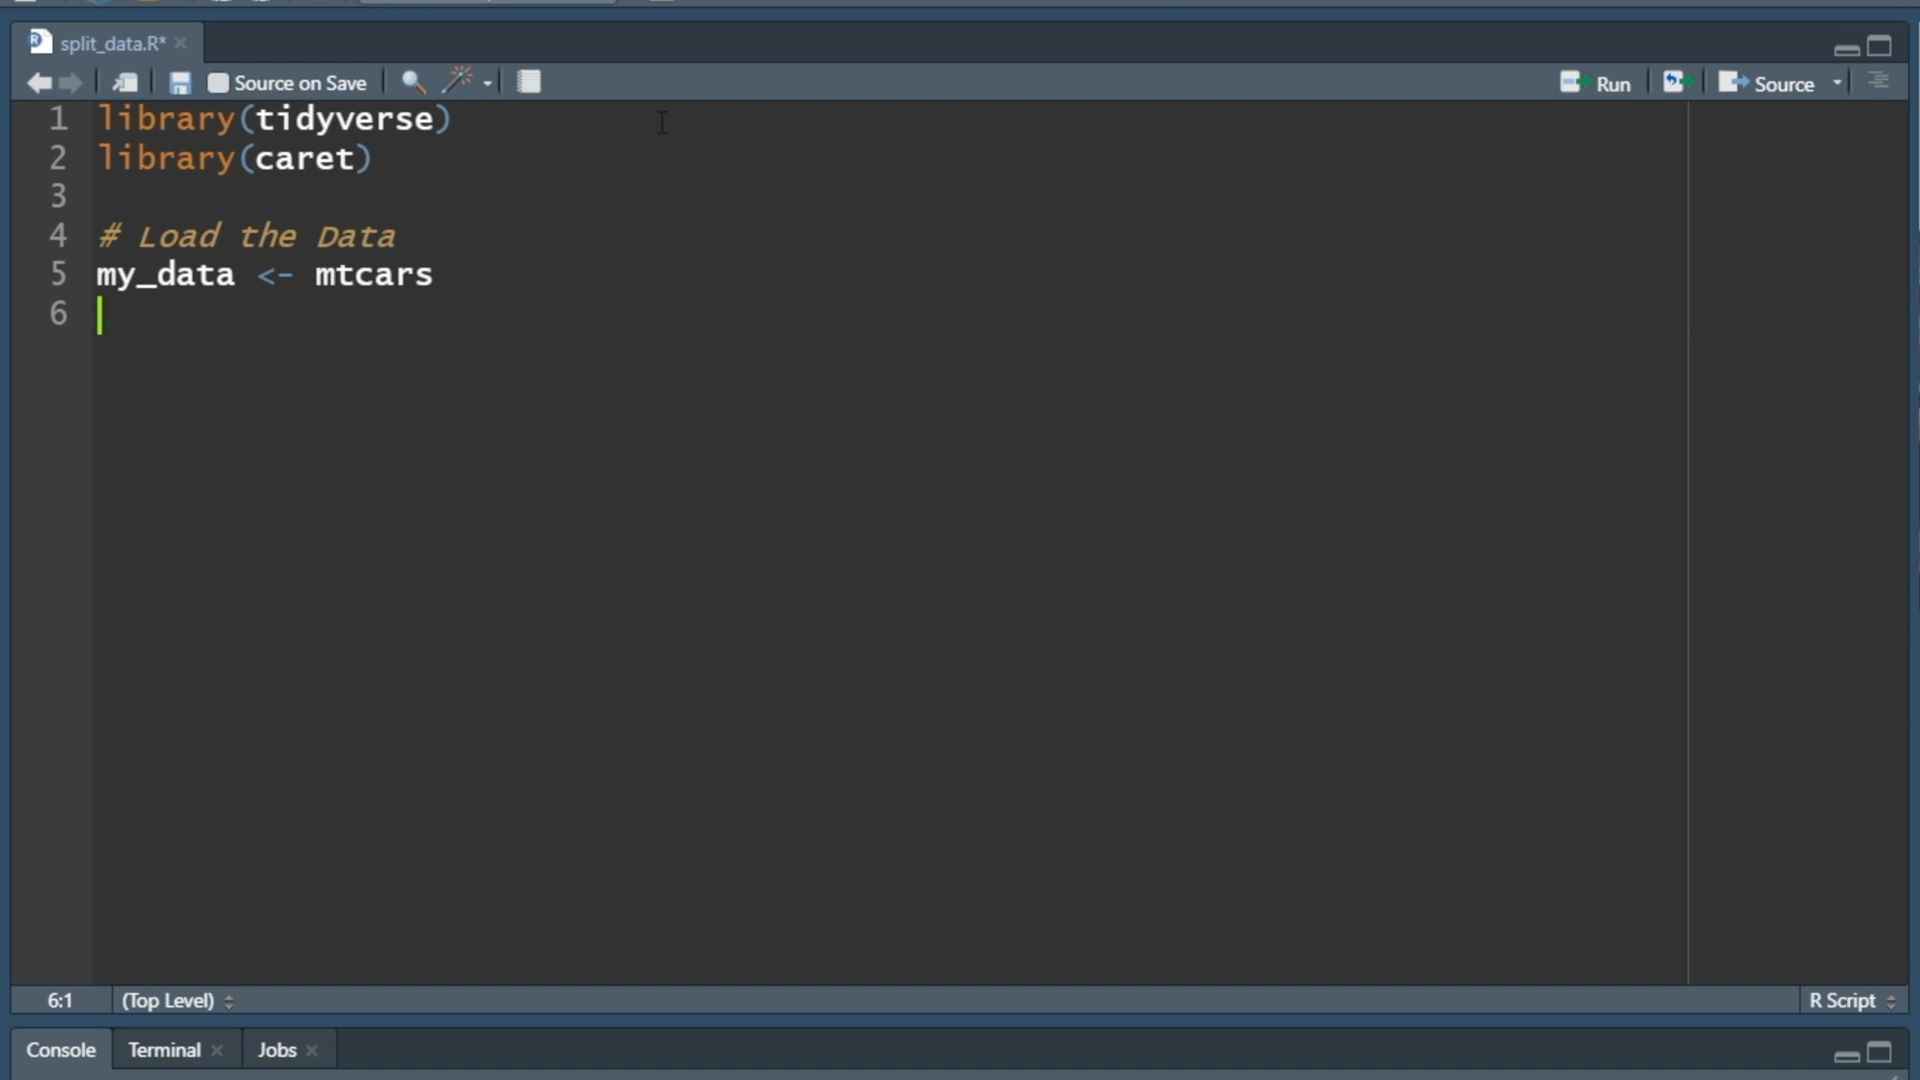 split_data.R*
Source on Save
Run
Source
1 library(tidyverse)
2 library(caret)
3
4 # Load the Data
5 my_data <- mtcars
6
6:1
(Top Level)
R Script
Console
Terminal
Jobs